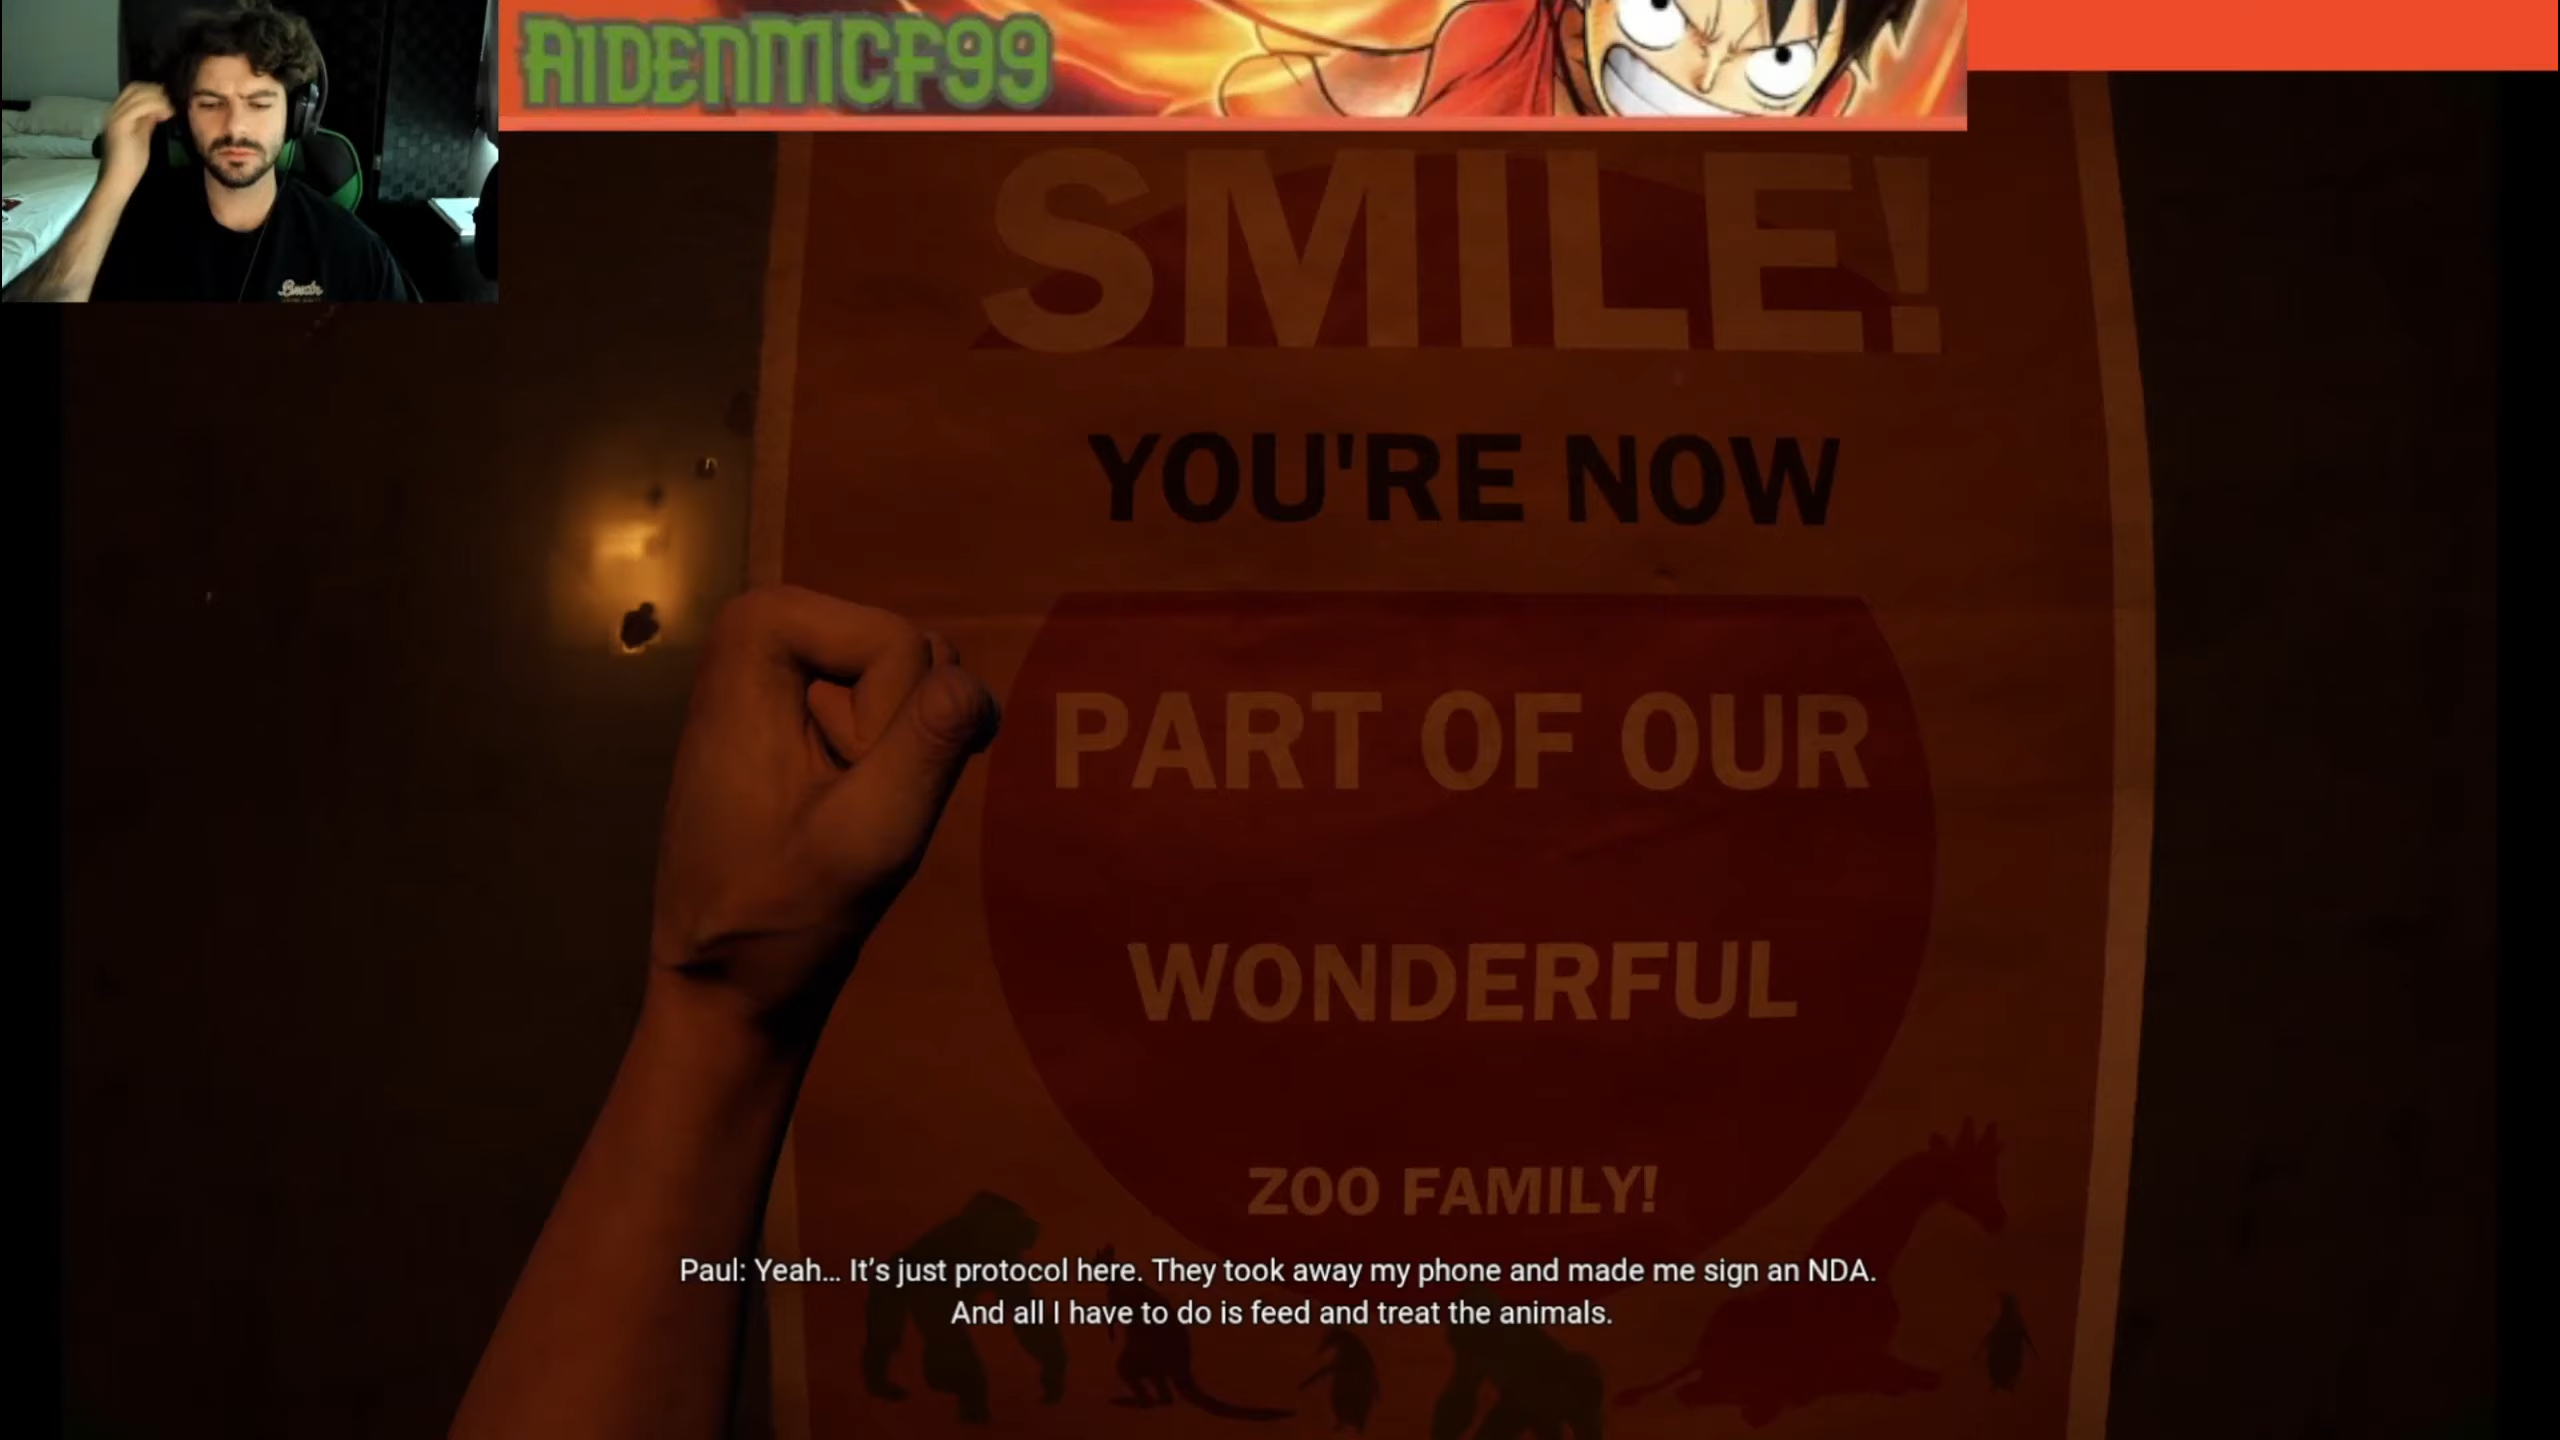 AIDENMCF99
SMILE!
YOU'RE NOW
PART OF OUR
WONDERFUL
ZOO FAMILY!
Paul: Yeah... It’s just protocol here. They took away my phone and made me sign an NDA.
And all I have to do is feed and treat the animals.